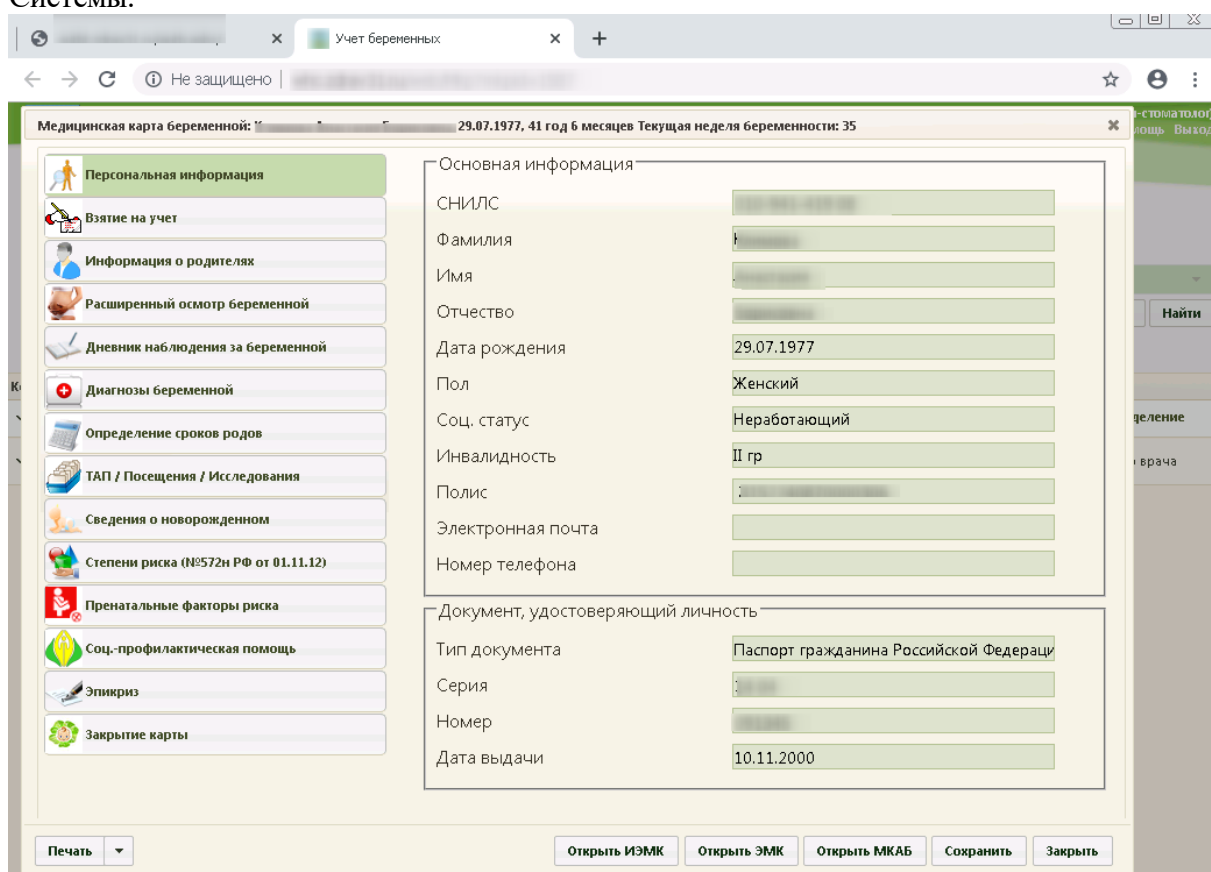 Системы.
Учет беременных
Не защищено
Медицинская карта беременной: 29.07.1977, 41 год 6 месяцев Текущая неделя беременности: 35
Выход
Персональная информация
Взятие на учет
Информация о родителях
Расширенный осмотр беременной
Дневник наблюдения за беременной
Диагнозы беременной
Определение сроков родов
ТАП / Посещения / Исследования
Сведения о новорожденном
Степени риска (№572н РФ от 01.11.12)
Пренатальные факторы риска
Соц.-профилактическая помощь
Эпикриз
Закрытие карты
Основная информация
СНИЛС
Фамилия
Имя
Отчество
Дата рождения 29.07.1977
Пол Женский
Соц. статус Неработающий
Инвалидность II гр
Полис
Электронная почта
Номер телефона
Документ, удостоверяющий личность
Тип документа Паспорт гражданина Российской Федераци
Серия
Номер
Дата выдачи 10.11.2000
Найти
деление
врача
Печать
Открыть ИЭМК Открыть ЭМК Открыть МКАБ Сохранить Закрыть